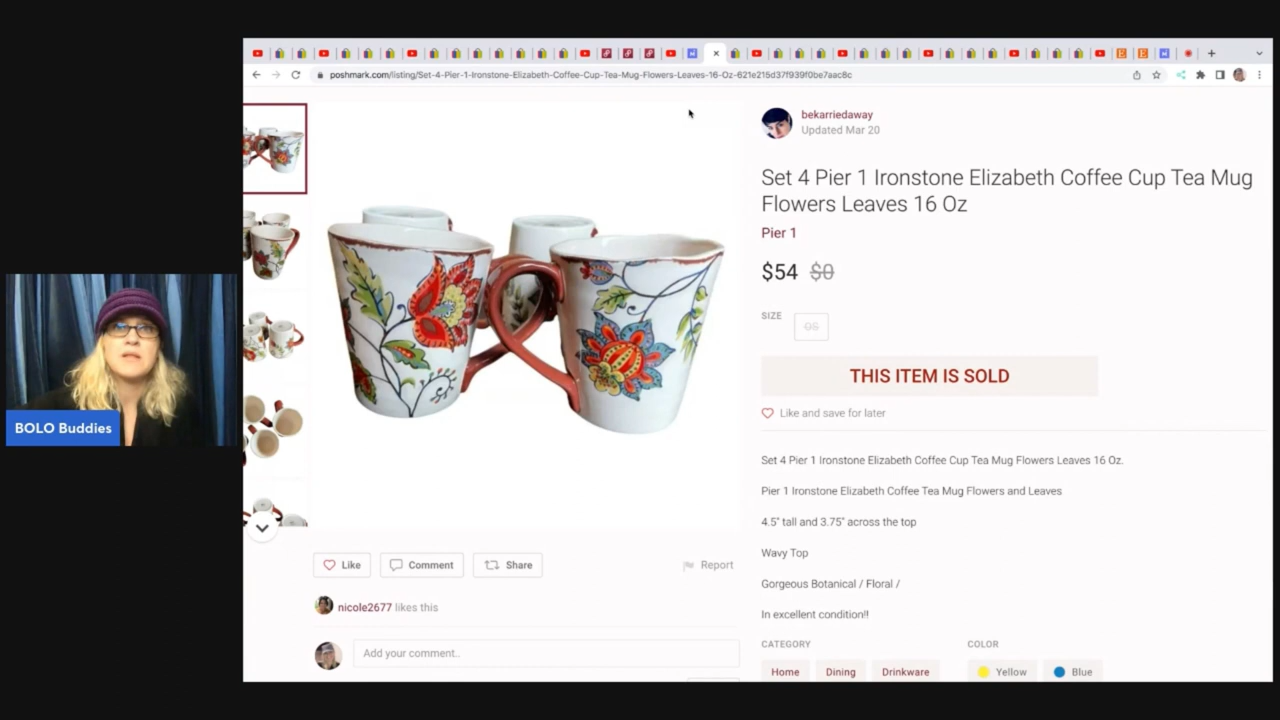 poshmark.com/listing/Set-4-Pier-1-Ironstone-Elizabeth-Coffee-Cup-Tea-Mug-Flowers-Leaves-16-Oz-621e215d37f939f0be7aac8c
bekarriedaway
Updated Mar 20
Set 4 Pier 1 Ironstone Elizabeth Coffee Cup Tea Mug
Flowers Leaves 16 Oz
Pier 1
$54 $0
SIZE
OS
THIS ITEM IS SOLD
Like and save for later
Set 4 Pier 1 Ironstone Elizabeth Coffee Cup Tea Mug Flowers Leaves 16 Oz.
Pier 1 Ironstone Elizabeth Coffee Tea Mug Flowers and Leaves
4.5" tall and 3.75" across the top
Wavy Top
Gorgeous Botanical / Floral /
In excellent condition!!
CATEGORY
COLOR
Home
Dining
Drinkware
Yellow
Blue
Like
Comment
Share
Report
nicole2677 likes this
Add your comment..
BOLO Buddies